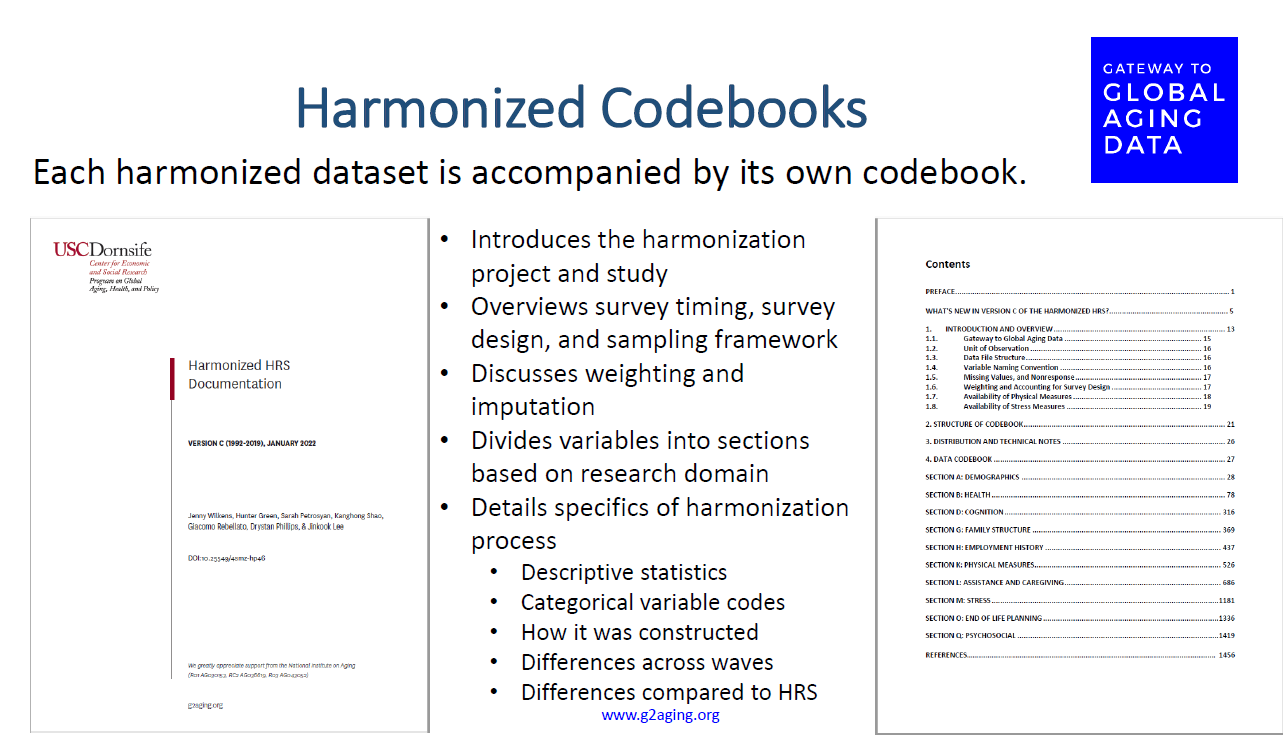 GATEWAY TO
GLOBAL
AGING
DATA
Harmonized Codebooks
Each harmonized dataset is accompanied by its own codebook.
USCDornsife
Center for Economic
and Social Research
Program on Global
Aging, Health, and Policy
Harmonized HRS
Documentation
VERSION C (1992-2019), JANUARY 2022
Jenny Wilkens, Hunter Green, Sarah Petrosyan, Kanghong Shao,
Giacomo Rebellato, Drystan Phillips, & Jinkook Lee
DOI:10.25549/
We greatly appreciate support from the National Institute on Aging
g2aging.org
• Introduces the harmonization
project and study
• Overviews survey timing, survey
design, and sampling framework
• Discusses weighting and
imputation
• Divides variables into sections
based on research domain
• Details specifics of harmonization
process
• Descriptive statistics
• Categorical variable codes
• How it was constructed
• Differences across waves
• Differences compared to HRS
www.g2aging.org
Contents
PREFACE 1
WHAT'S NEW IN VERSION C OF THE HARMONIZED HRS? 5
1. INTRODUCTION AND OVERVIEW 13
1.1. Gateway to Global Aging Data 15
1.2. Unit of Observation 16
1.3. Data File Structure 16
1.4. Variable Naming Convention 16
1.5. Missing Values, and Nonresponse 17
1.6. Weighting and Accounting for Survey Design 17
1.7. Availability of Physical Measures 18
1.8. Availability of Stress Measures 19
2. STRUCTURE OF CODEBOOK 21
3. DISTRIBUTION AND TECHNICAL NOTES 26
4. DATA CODEBOOK 27
SECTION A: DEMOGRAPHICS 28
SECTION B: HEALTH 78
SECTION D: COGNITION 316
SECTION G: FAMILY STRUCTURE 369
SECTION H: EMPLOYMENT HISTORY 437
SECTION K: PHYSICAL MEASURES 526
SECTION L: ASSISTANCE AND CAREGIVING 686
SECTION M: STRESS 1181
SECTION O: END OF LIFE PLANNING 1336
SECTION Q: PSYCHOSOCIAL 1419
REFERENCES 1456